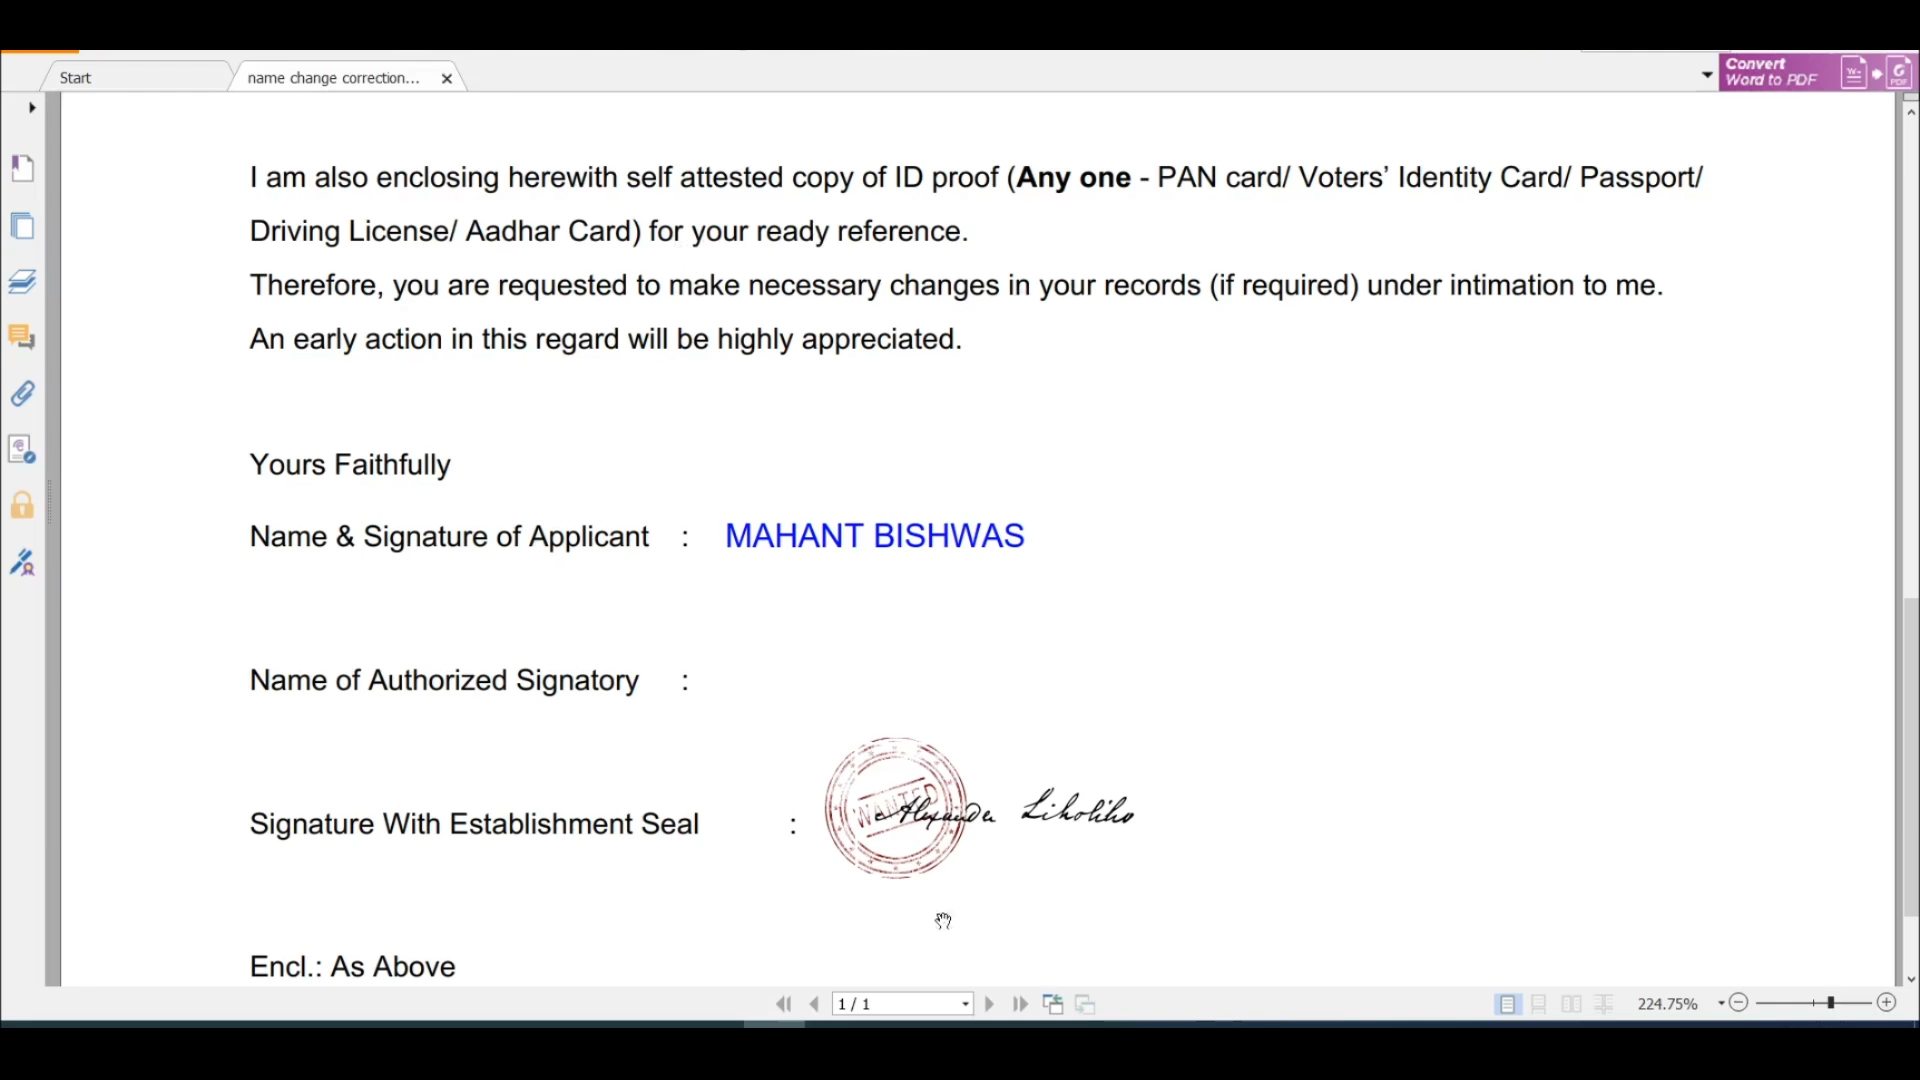 Start
name change correction...
Convert
Word to PDF
I am also enclosing herewith self attested copy of ID proof (Any one - PAN card/ Voters’ Identity Card/ Passport/
Driving License/ Aadhar Card) for your ready reference.
Therefore, you are requested to make necessary changes in your records (if required) under intimation to me.
An early action in this regard will be highly appreciated.
Yours Faithfully
Name & Signature of Applicant : MAHANT BISHWAS
Name of Authorized Signatory :
WANTED
Signature With Establishment Seal : Alexander Liholiho
Encl.: As Above
1 / 1
224.75%